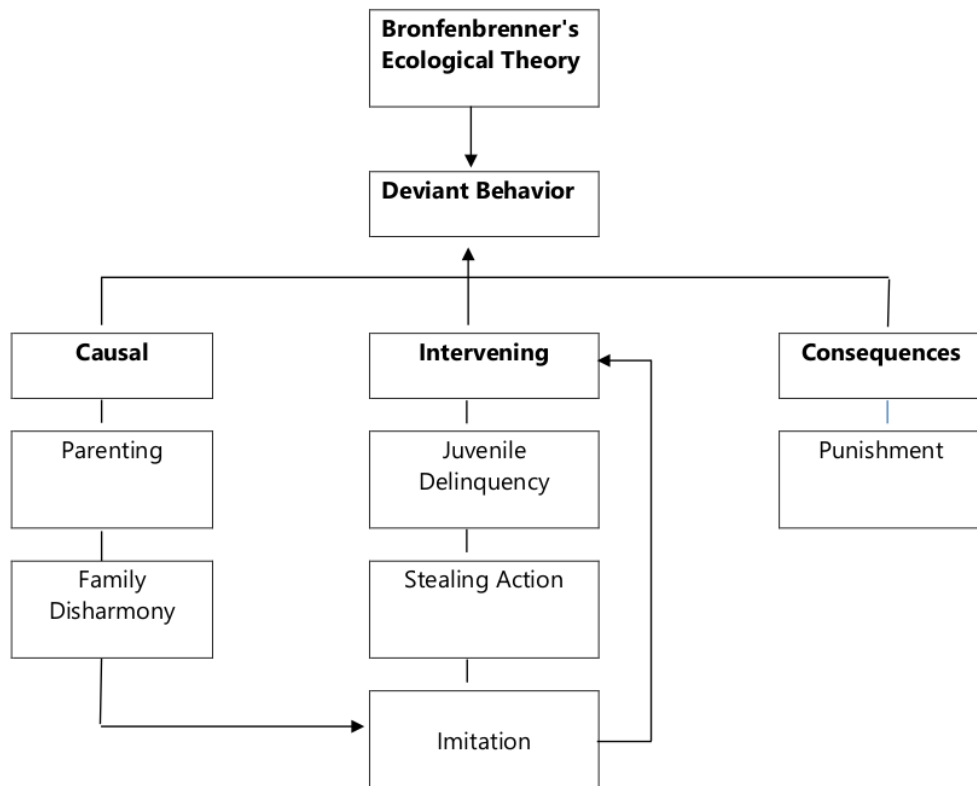 Bronfenbrenner's
Ecological Theory
Deviant Behavior
Causal
Intervening
Consequences
Parenting
Juvenile
Delinquency
Punishment
Family
Disharmony
Stealing Action
Imitation